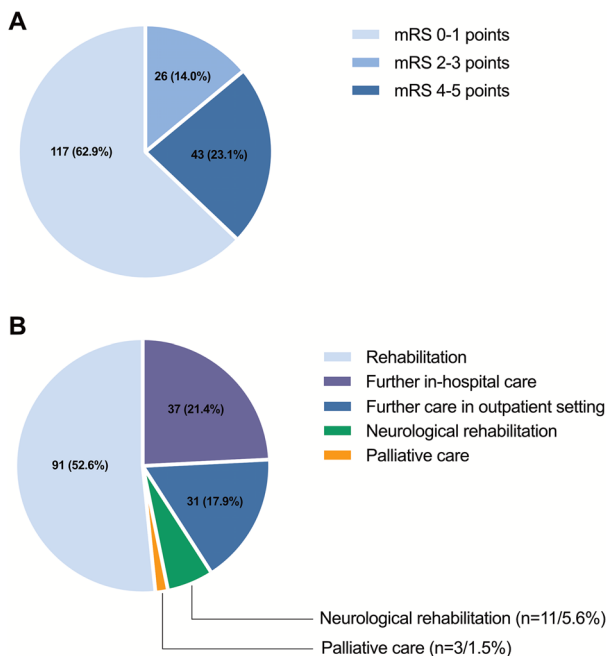 A
26 (14.0%)
117 (62.9%)
43 (23.1%)
mRS 0-1 points
mRS 2-3 points
mRS 4-5 points
B
37 (21.4%)
91 (52.6%)
31 (17.9%)
Rehabilitation
Further in-hospital care
Further care in outpatient setting
Neurological rehabilitation
Palliative care
Neurological rehabilitation (n=11/5.6%)
Palliative care (n=3/1.5%)